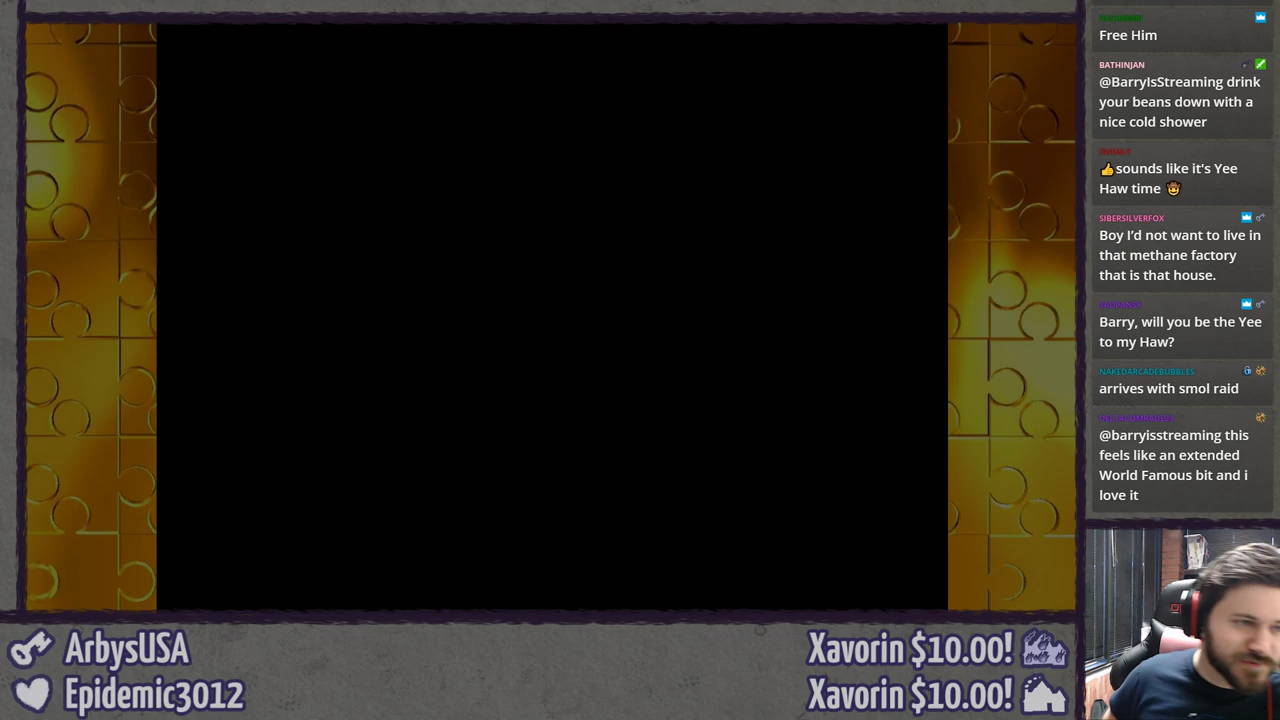 Free Him
BATHINJAN
@BarryIsStreaming drink
your beans down with a
nice cold shower
👍sounds like it's Yee
Haw time 🤠
SIBERSILVERFOX
Boy I'd not want to live in
that methane factory
that is that house.
Barry, will you be the Yee
to my Haw?
NAKEDARCADEBUBBLES
arrives with smol raid
@barryisstreaming this
feels like an extended
World Famous bit and i
love it
ArbysUSA
Xavorin $10.00!
Epidemic3012
Xavorin $10.00!